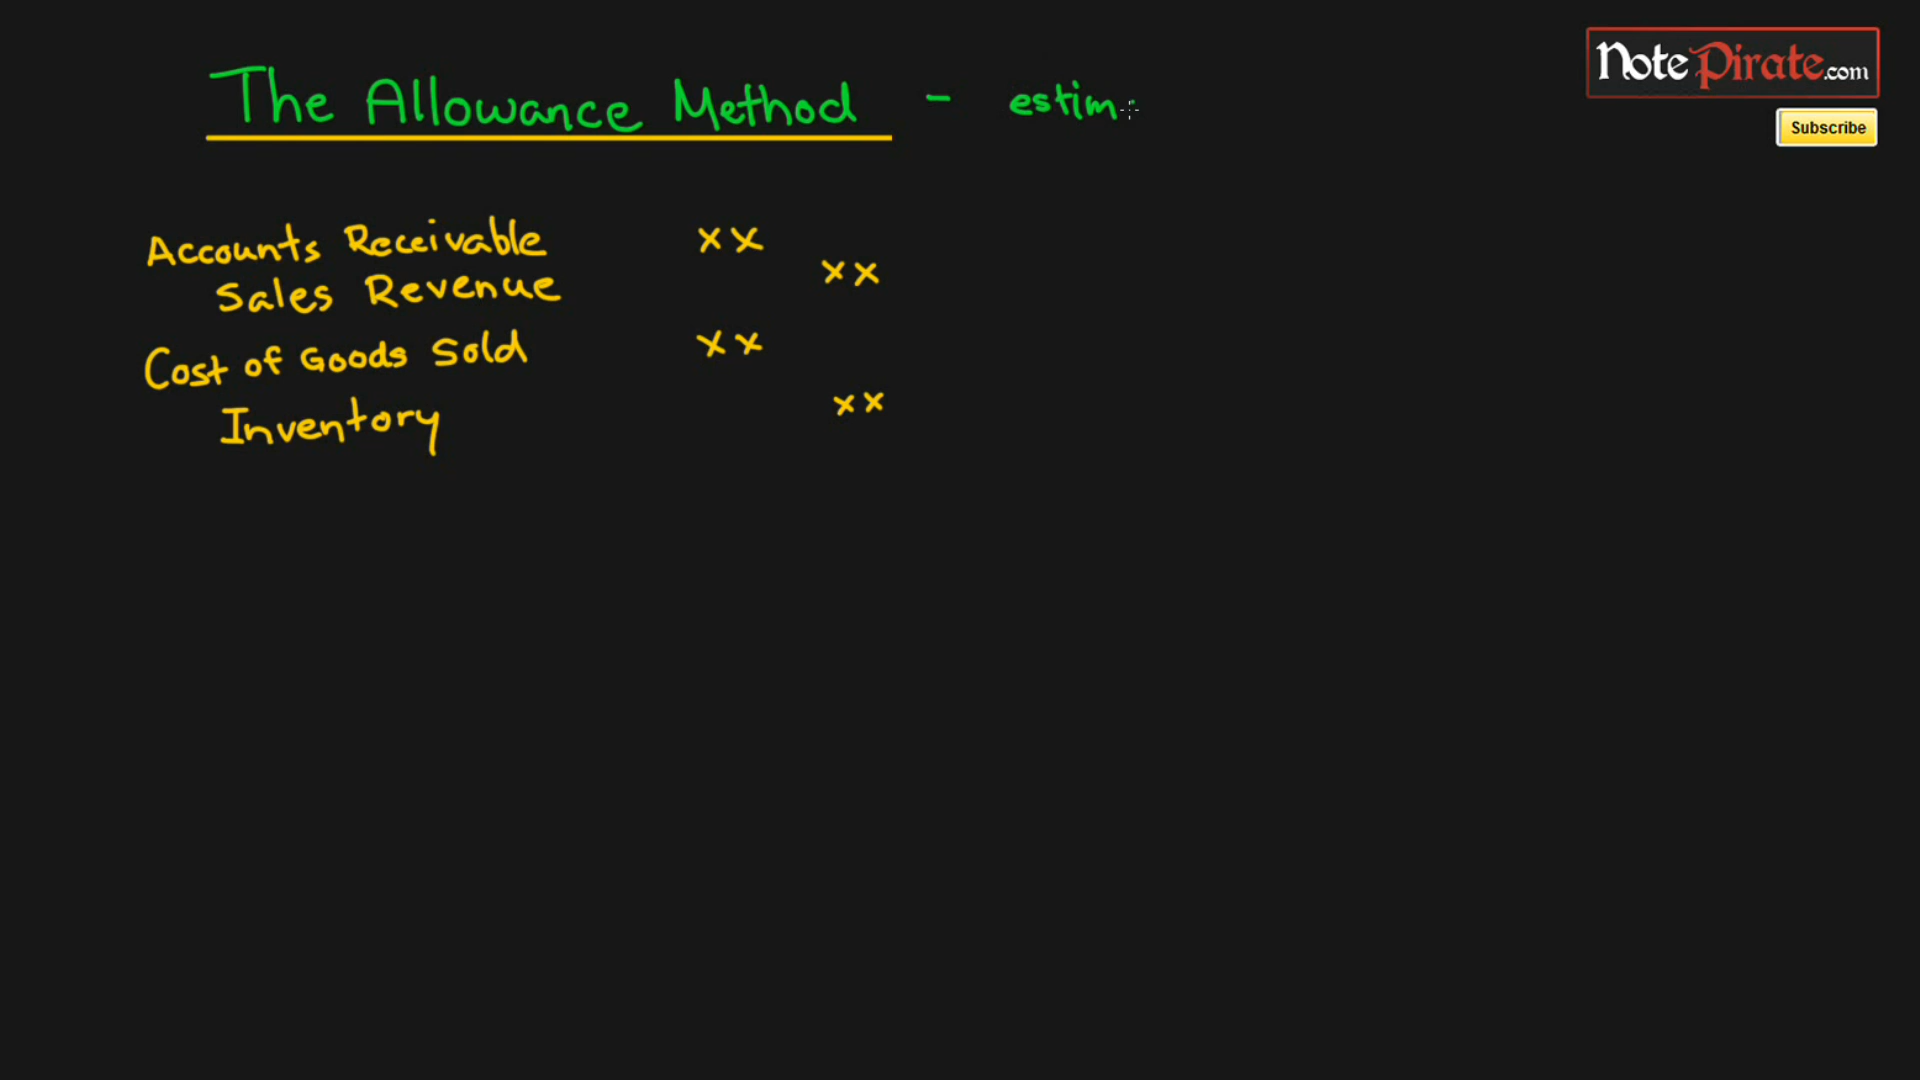 The Allowance Method - estim
NotePirate.com
Subscribe
Accounts Receivable xx
Sales Revenue xx
Cost of Goods Sold xx
Inventory xx